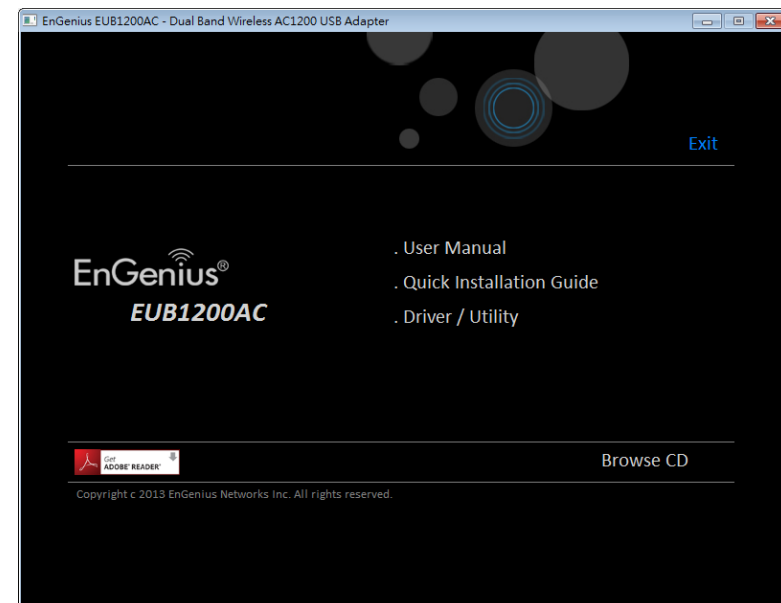 EnGenius EUB1200AC - Dual Band Wireless AC1200 USB Adapter
Exit
EnGenius®
EUB1200AC
. User Manual
. Quick Installation Guide
. Driver / Utility
Get
ADOBE® READER®
Browse CD
Copyright c 2013 EnGenius Networks Inc. All rights reserved.